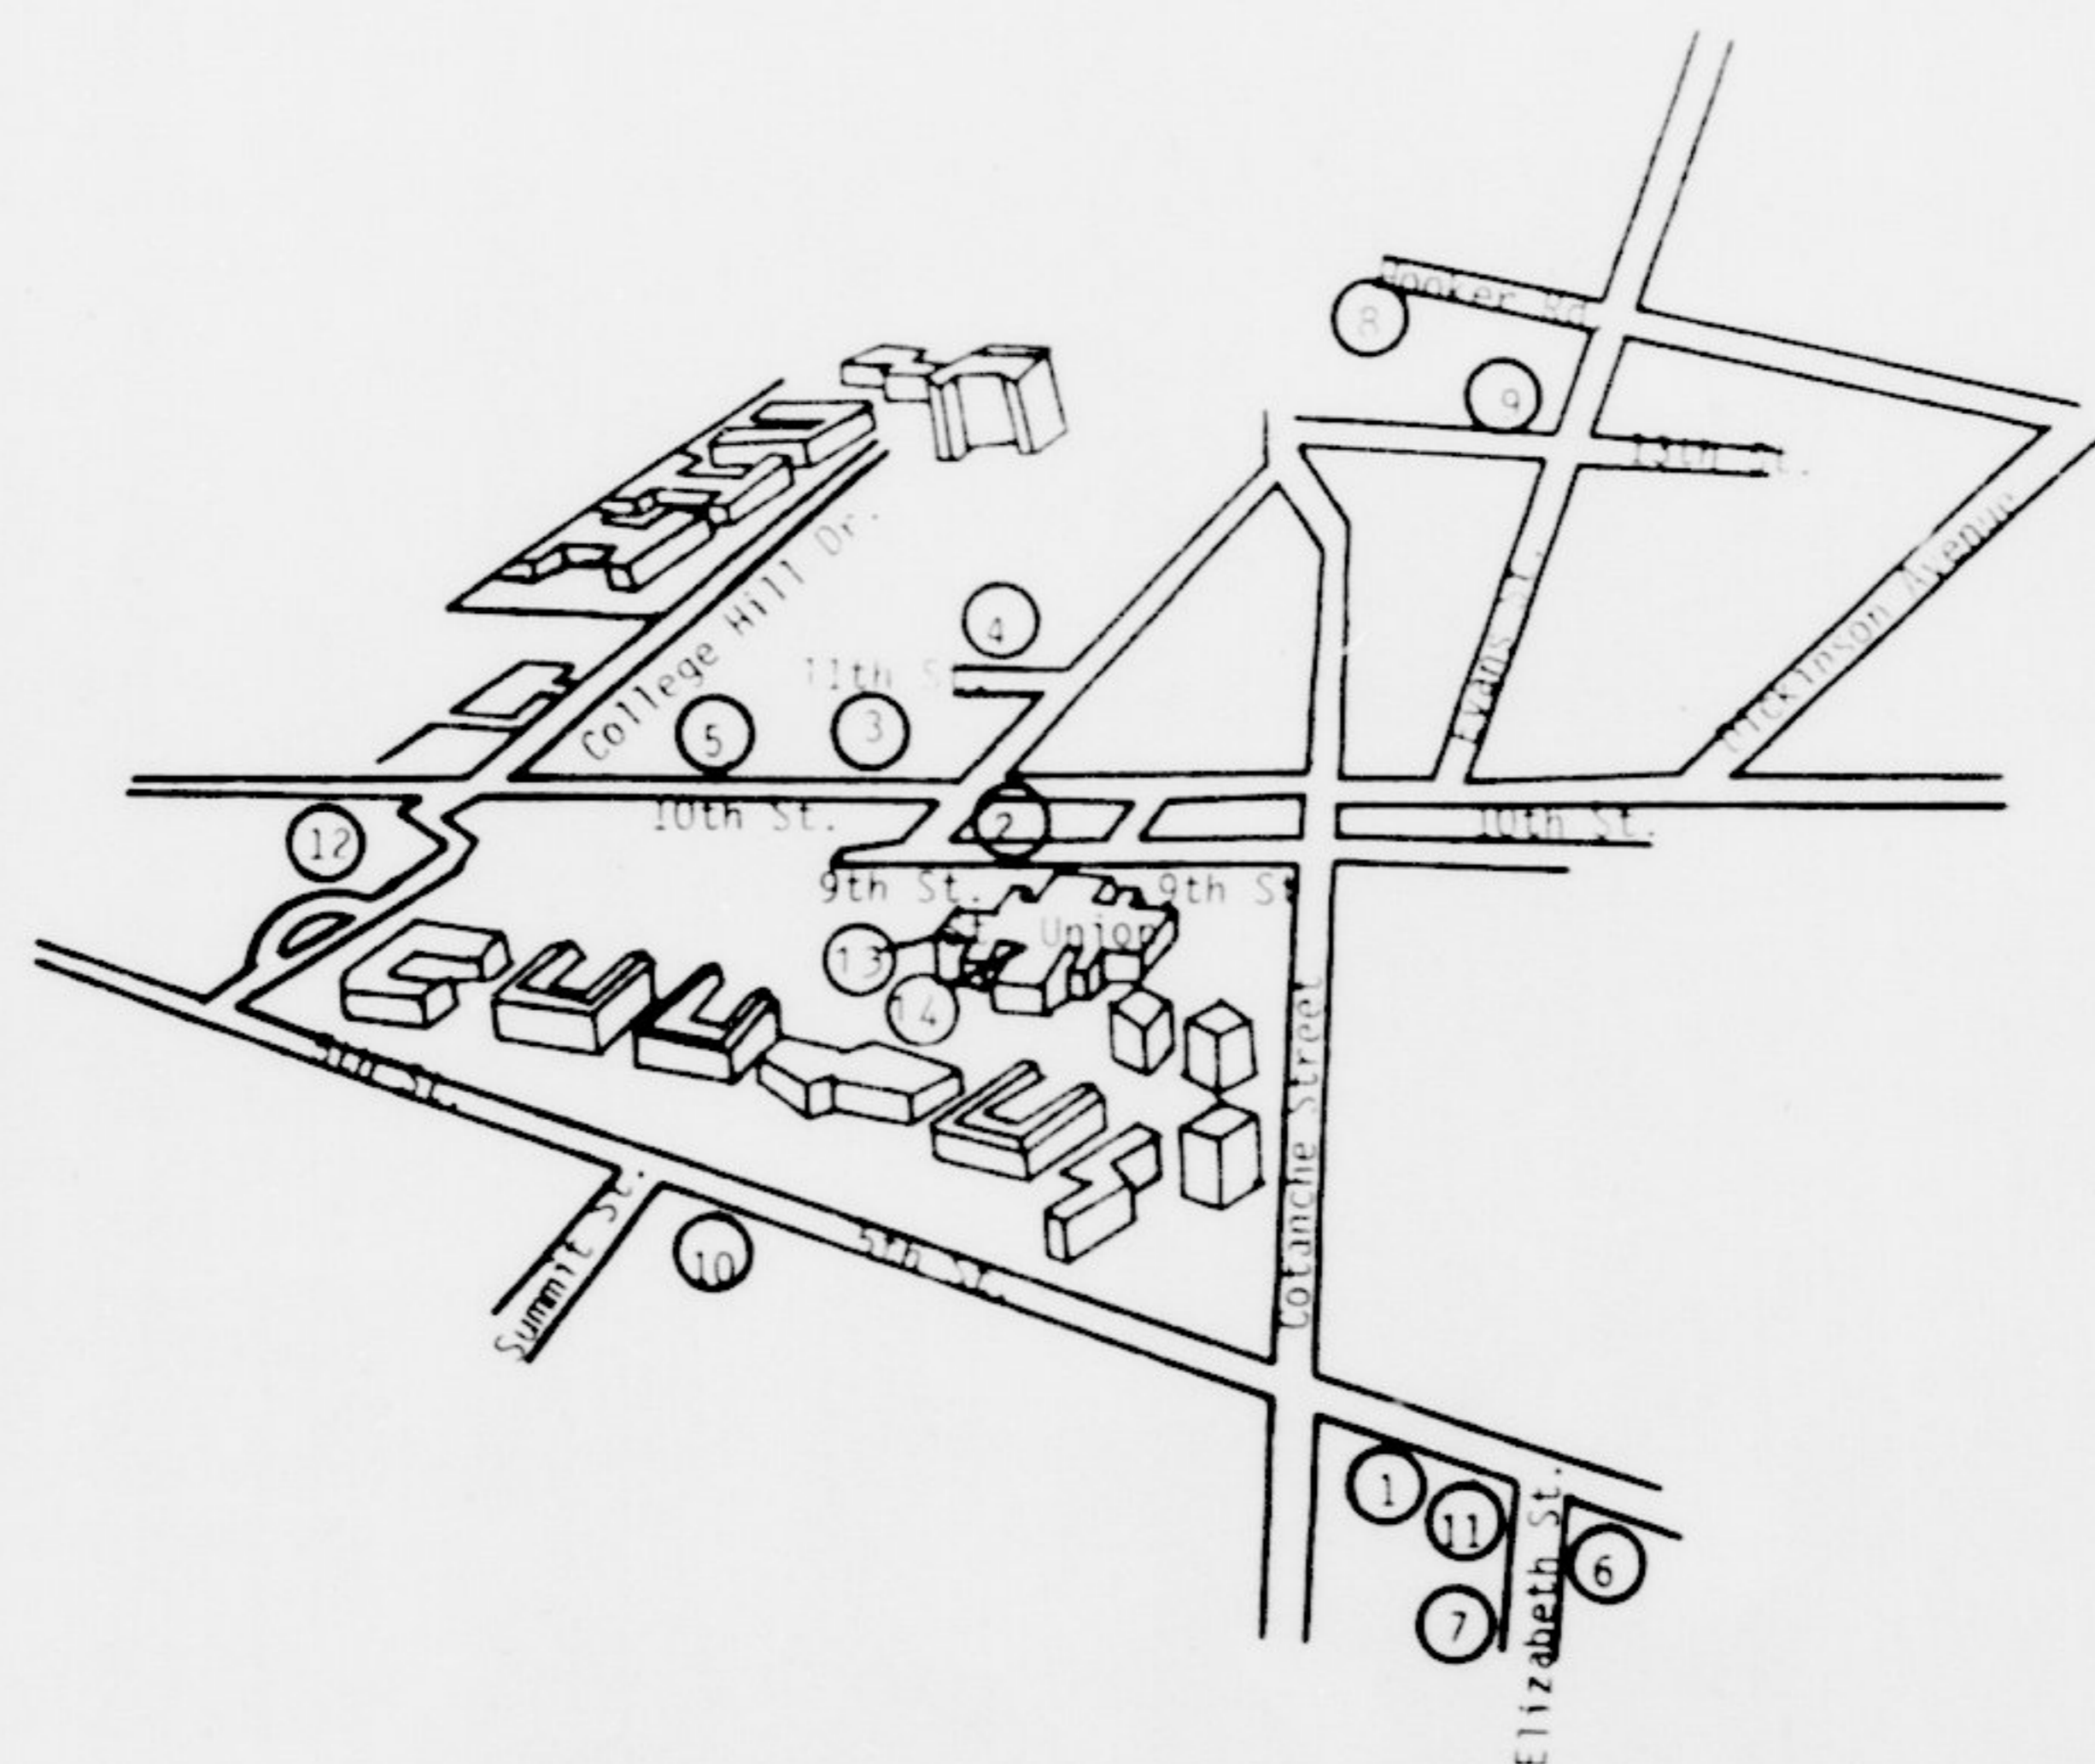 Hooker Rd
8
9
13th St.
College Hill Dr.
4
11th St.
5
3
Evans St.
Dickinson Avenue
10th St.
2
10th St.
12
9th St.
9th St
St. Union
13
14
5th St.
Cotanche Street
Summit St.
10
5th St.
1
11
Elizabeth St.
6
7